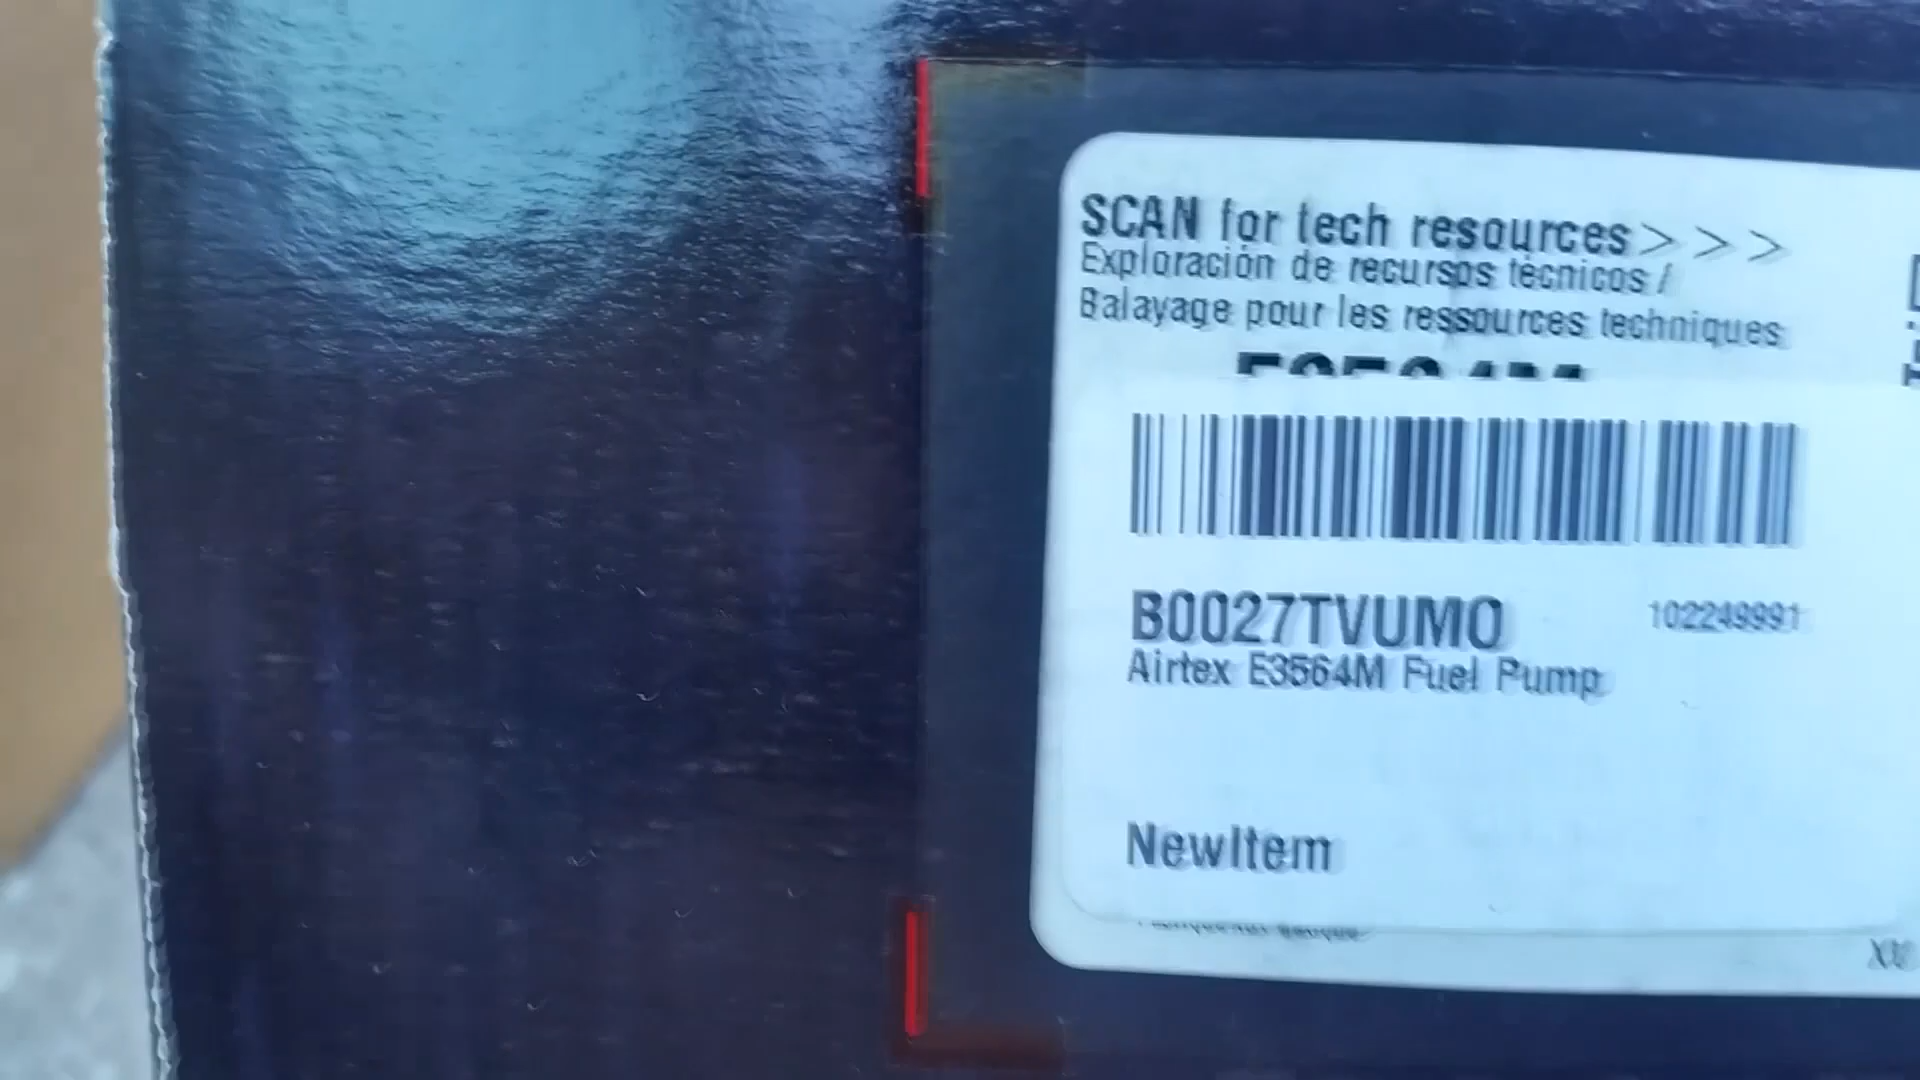 SCAN for tech resources>>>
Exploración de recursos técnicos /
Balayage pour les ressources techniques
E3564M
B0027TVUMO 102249991
Airtex E3564M Fuel Pump
NewItem